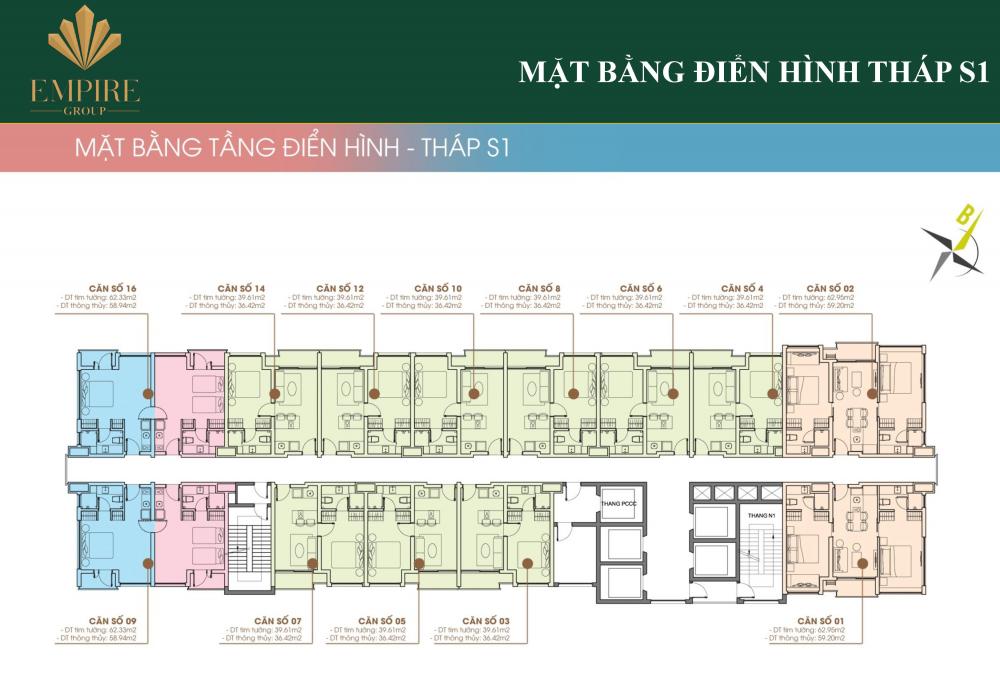 EMPIRE
GROUP
MẶT BẰNG ĐIỂN HÌNH THÁP S1
MẶT BẰNG TẦNG ĐIỂN HÌNH - THÁP S1
B
CĂN SỐ 16
- DT tim tường: 62.33m2
- DT thông thủy: 58.94m2
CĂN SỐ 14
- DT tim tường: 39.61m2
- DT thông thủy: 36.42m2
CĂN SỐ 12
- DT tim tường: 39.61m2
- DT thông thủy: 36.42m2
CĂN SỐ 10
- DT tim tường: 39.61m2
- DT thông thủy: 36.42m2
CĂN SỐ 8
- DT tim tường: 39.61m2
- DT thông thủy: 36.42m2
CĂN SỐ 6
- DT tim tường: 39.61m2
- DT thông thủy: 36.42m2
CĂN SỐ 4
- DT tim tường: 39.61m2
- DT thông thủy: 36.42m2
CĂN SỐ 02
- DT tim tường: 62.95m2
- DT thông thủy: 59.20m2
THANG PCCC
THANG N1
CĂN SỐ 09
- DT tim tường: 62.33m2
- DT thông thủy: 58.94m2
CĂN SỐ 07
- DT tim tường: 39.61m2
- DT thông thủy: 36.42m2
CĂN SỐ 05
- DT tim tường: 39.61m2
- DT thông thủy: 36.42m2
CĂN SỐ 03
- DT tim tường: 39.61m2
- DT thông thủy: 36.42m2
CĂN SỐ 01
- DT tim tường: 62.95m2
- DT thông thủy: 59.20m2